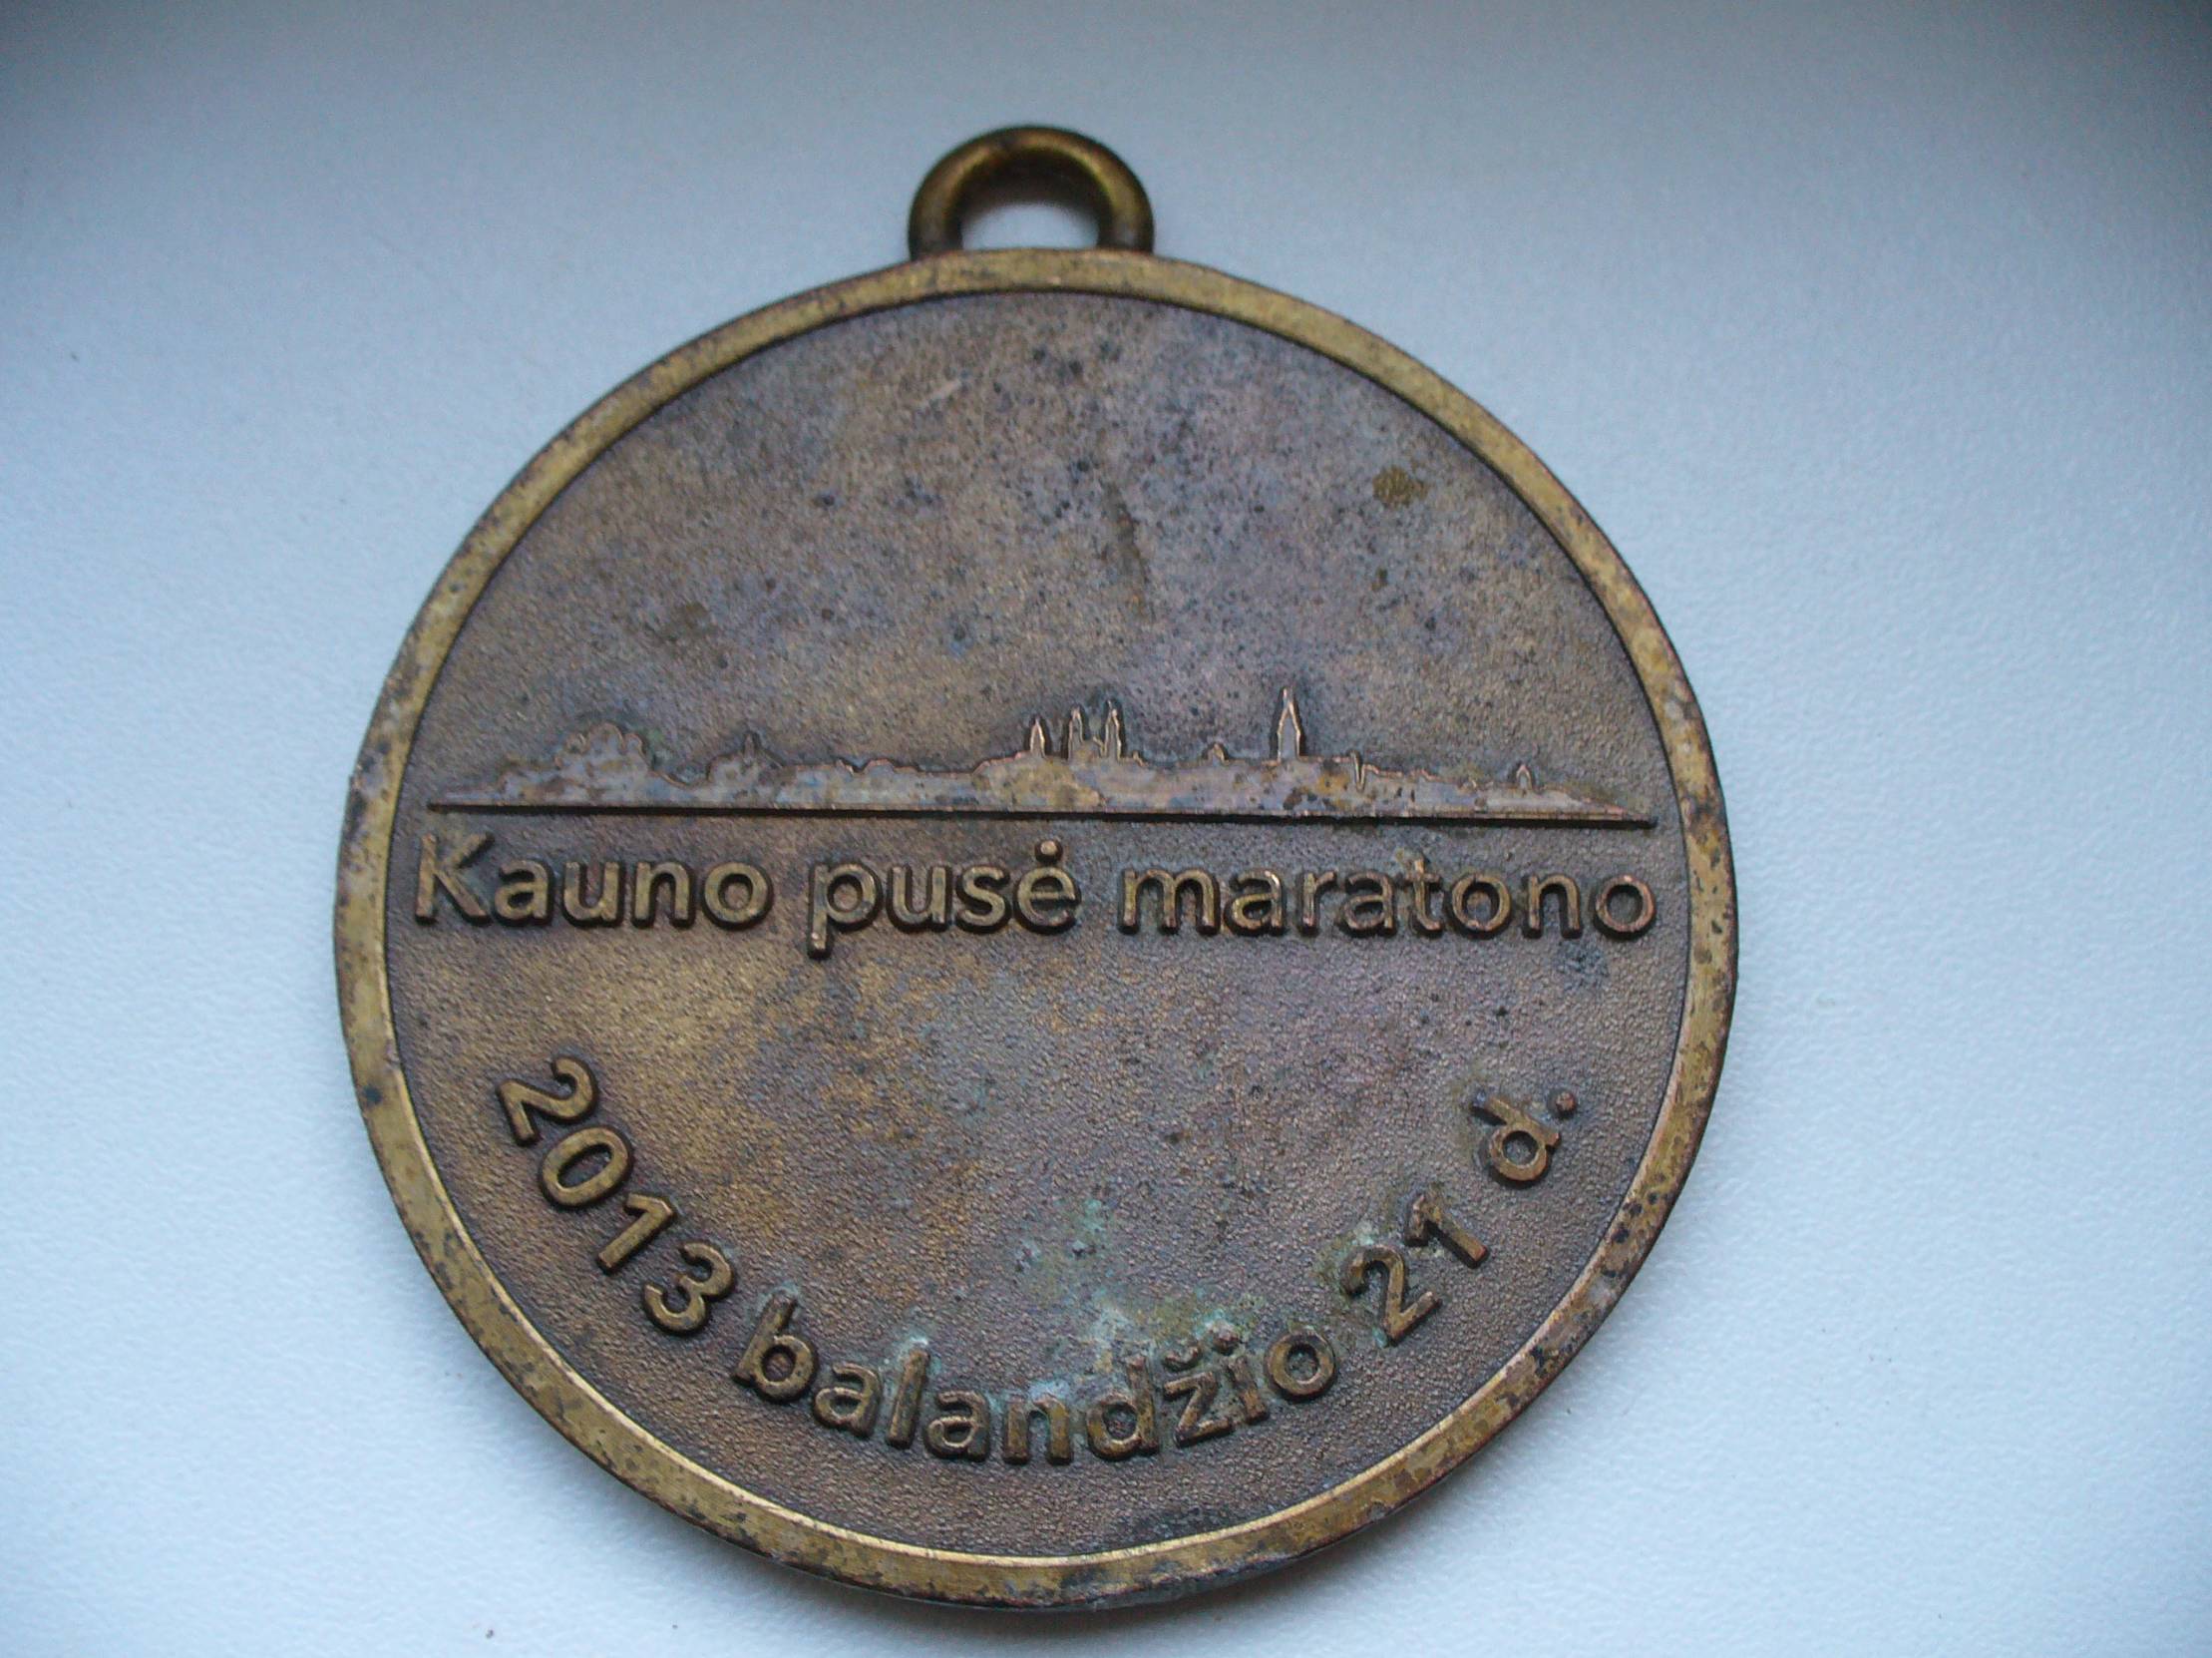 Kauno pusė maratono
2013 balandžio 21 d.